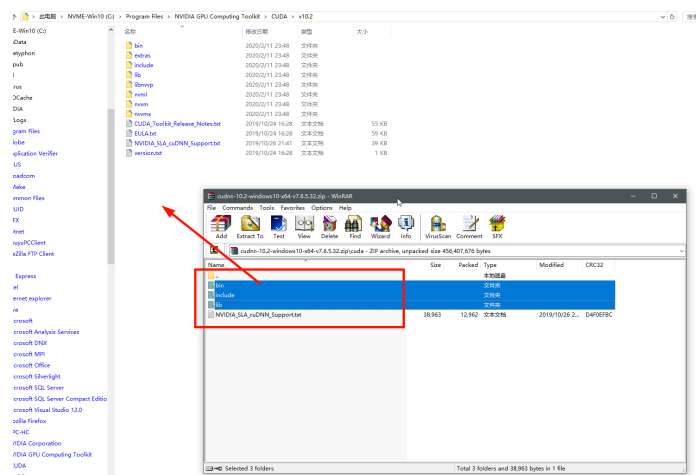 此电脑 › NVME-Win10 (C:) › Program Files › NVIDIA GPU Computing Toolkit › CUDA › v10.2
E-Win10 (C:)
名称 修改日期 类型 大小
Data
etyphon
pub
l
rus
DCache
DIA
Logs
gram Files
lobe
plication Verifier
US
oadcom
Make
mmon Files
UID
FX
tnet
ruyuPCClient
eZilla FTP Client
Express
el
ernet explorer
ve
crosoft
crosoft Analysis Services
crosoft DNX
crosoft MPI
crosoft Office
crosoft Silverlight
crosoft SQL Server
crosoft SQL Server Compact Editio
crosoft Visual Studio 12.0
ozilla Firefox
PC-HC
VIDIA Corporation
VIDIA GPU Computing Toolkit
UDA
bin 2020/2/11 23:48 文件夹
extras 2020/2/11 23:48 文件夹
include 2020/2/11 23:48 文件夹
lib 2020/2/11 23:48 文件夹
libnvvp 2020/2/11 23:48 文件夹
nvml 2020/2/11 23:48 文件夹
nvvm 2020/2/11 23:48 文件夹
nvvmx 2020/2/11 23:48 文件夹
CUDA_Toolkit_Release_Notes.txt 2019/10/24 16:28 文本文档 55 KB
EULA.txt 2019/10/24 16:28 文本文档 59 KB
NVIDIA_SLA_cuDNN_Support.txt 2019/10/26 21:41 文本文档 39 KB
version.txt 2019/10/24 16:28 文本文档 1 KB
cudnn-10.2-windows10-x64-v7.6.5.32.zip - WinRAR
File Commands Tools Favorites Options Help
Add Extract To Test View Delete Find Wizard Info VirusScan Comment SFX
cudnn-10.2-windows10-x64-v7.6.5.32.zip\cuda - ZIP archive, unpacked size 458,407,676 bytes
Name Size Packed Type Modified CRC32
.. 本地磁盘
bin 文件夹
include 文件夹
lib 文件夹
NVIDIA_SLA_cuDNN_Support.txt 38,963 12,962 文本文档 2019/10/26 2... D4F0EFBC
Selected 3 folders Total 3 folders and 38,963 bytes in 1 file